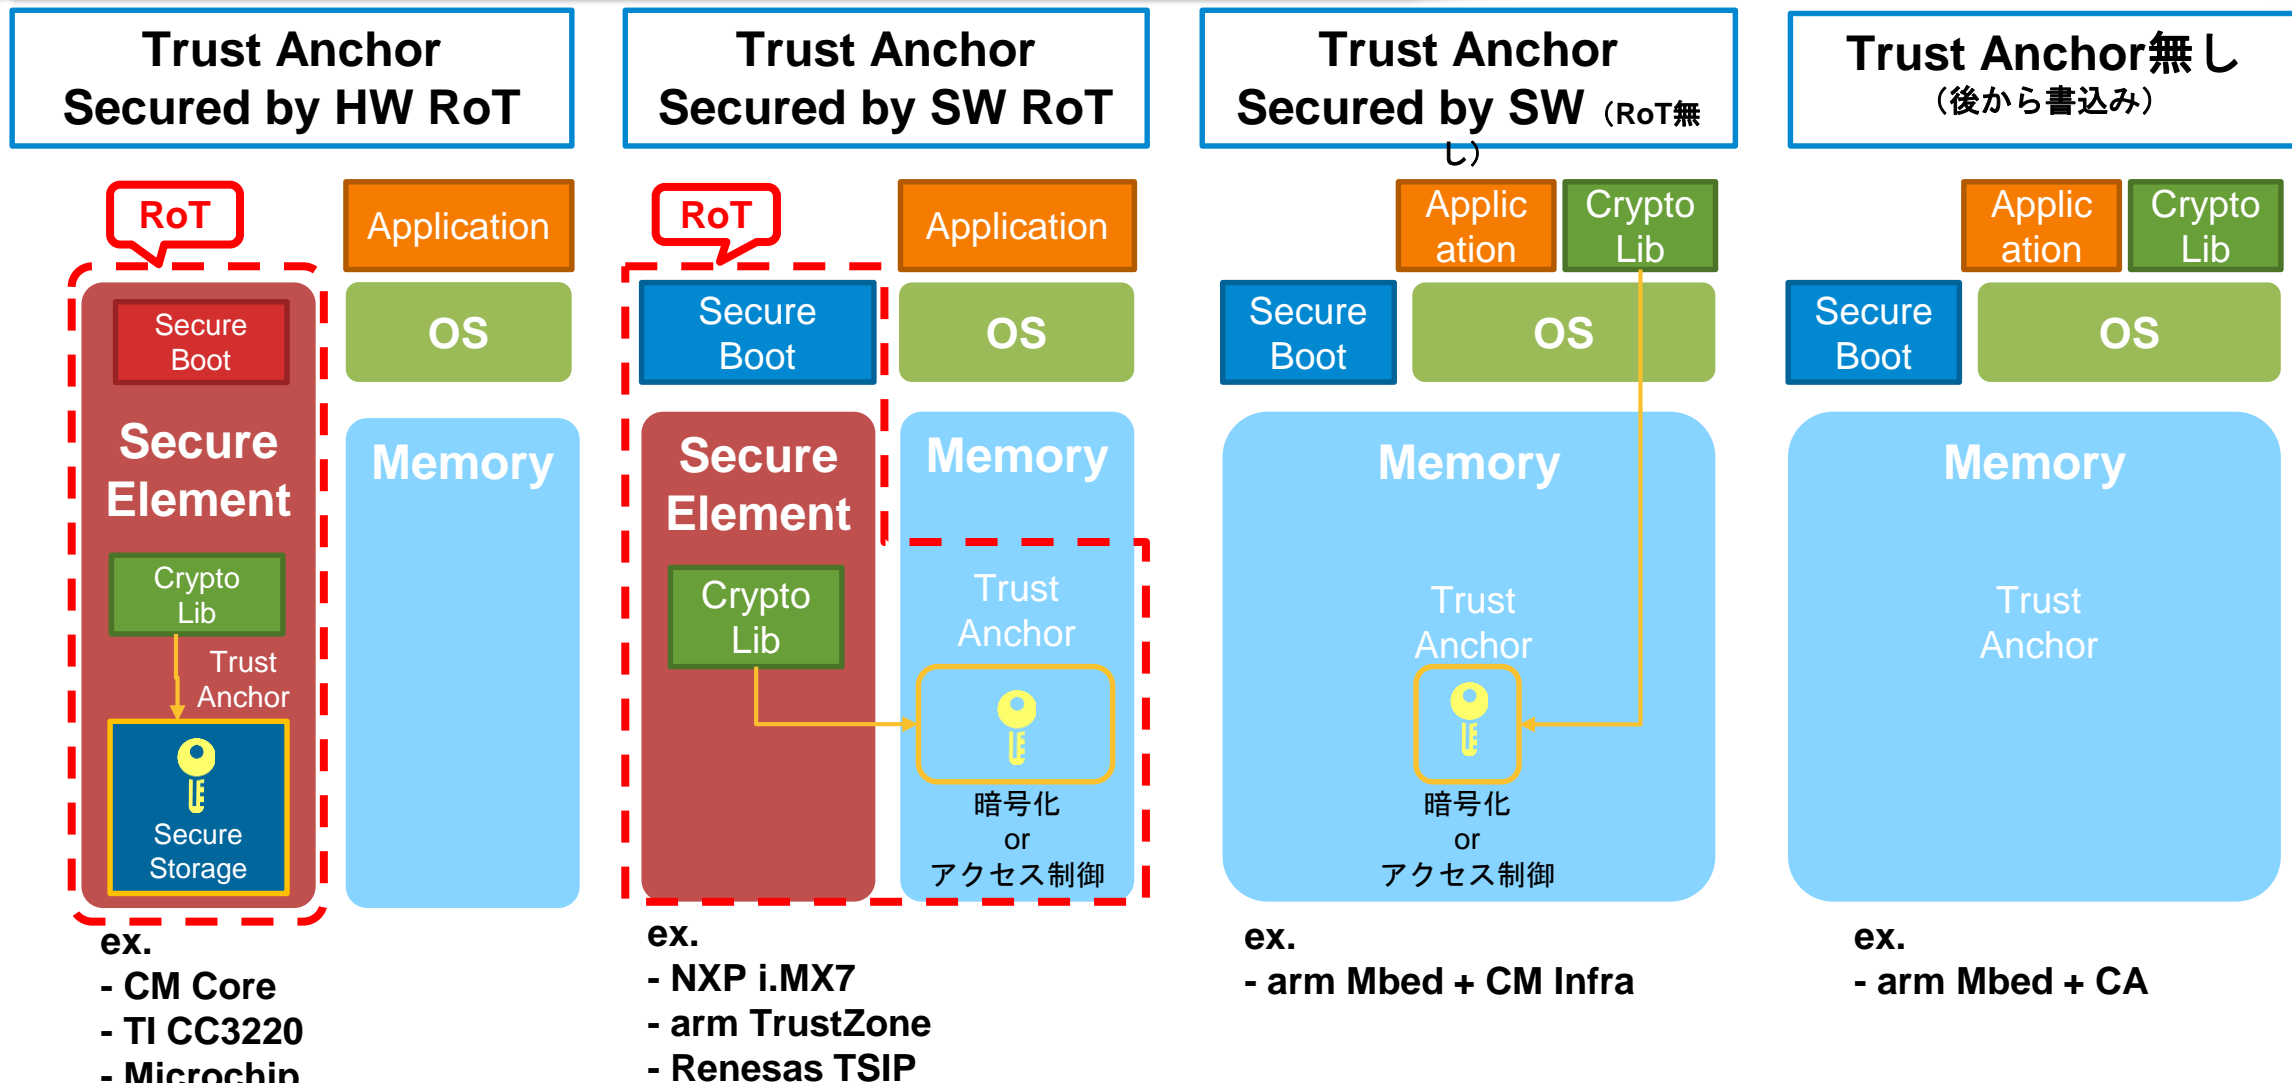 Trust Anchor
Secured by HW RoT
RoT
Application
Secure
Boot
OS
Secure
Element
Memory
Crypto
Lib
Trust
Anchor
Secure
Storage
ex.
- CM Core
- TI CC3220
- Microchip
Trust Anchor
Secured by SW RoT
RoT
Application
Secure
Boot
OS
Secure
Element
Memory
Crypto
Lib
Trust
Anchor
暗号化
or
アクセス制御
ex.
- NXP i.MX7
- arm TrustZone
- Renesas TSIP
Trust Anchor
Secured by SW（RoT無
し）
Applic
ation
Crypto
Lib
Secure
Boot
OS
Memory
Trust
Anchor
暗号化
or
アクセス制御
ex.
- arm Mbed + CM Infra
Trust Anchor無し
（後から書込み）
Applic
ation
Crypto
Lib
Secure
Boot
OS
Memory
Trust
Anchor
ex.
- arm Mbed + CA